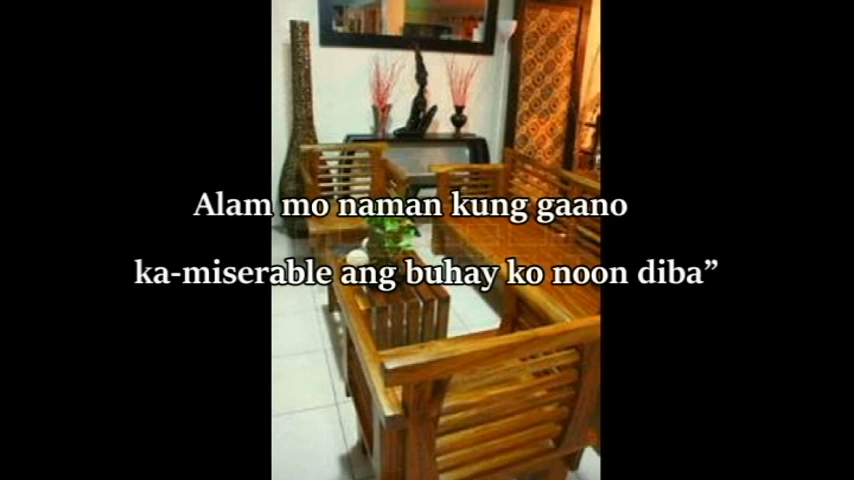 Alam mo naman kung gaano
ka-miserable ang buhay ko noon diba”